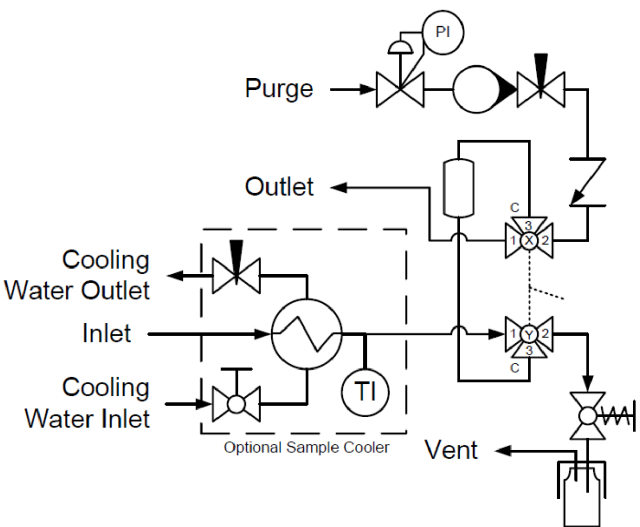 PI
Purge
Outlet
C
3
1 X 2
Cooling
Water Outlet
Inlet
1 Y 2
3
C
Cooling
Water Inlet
TI
Optional Sample Cooler
Vent